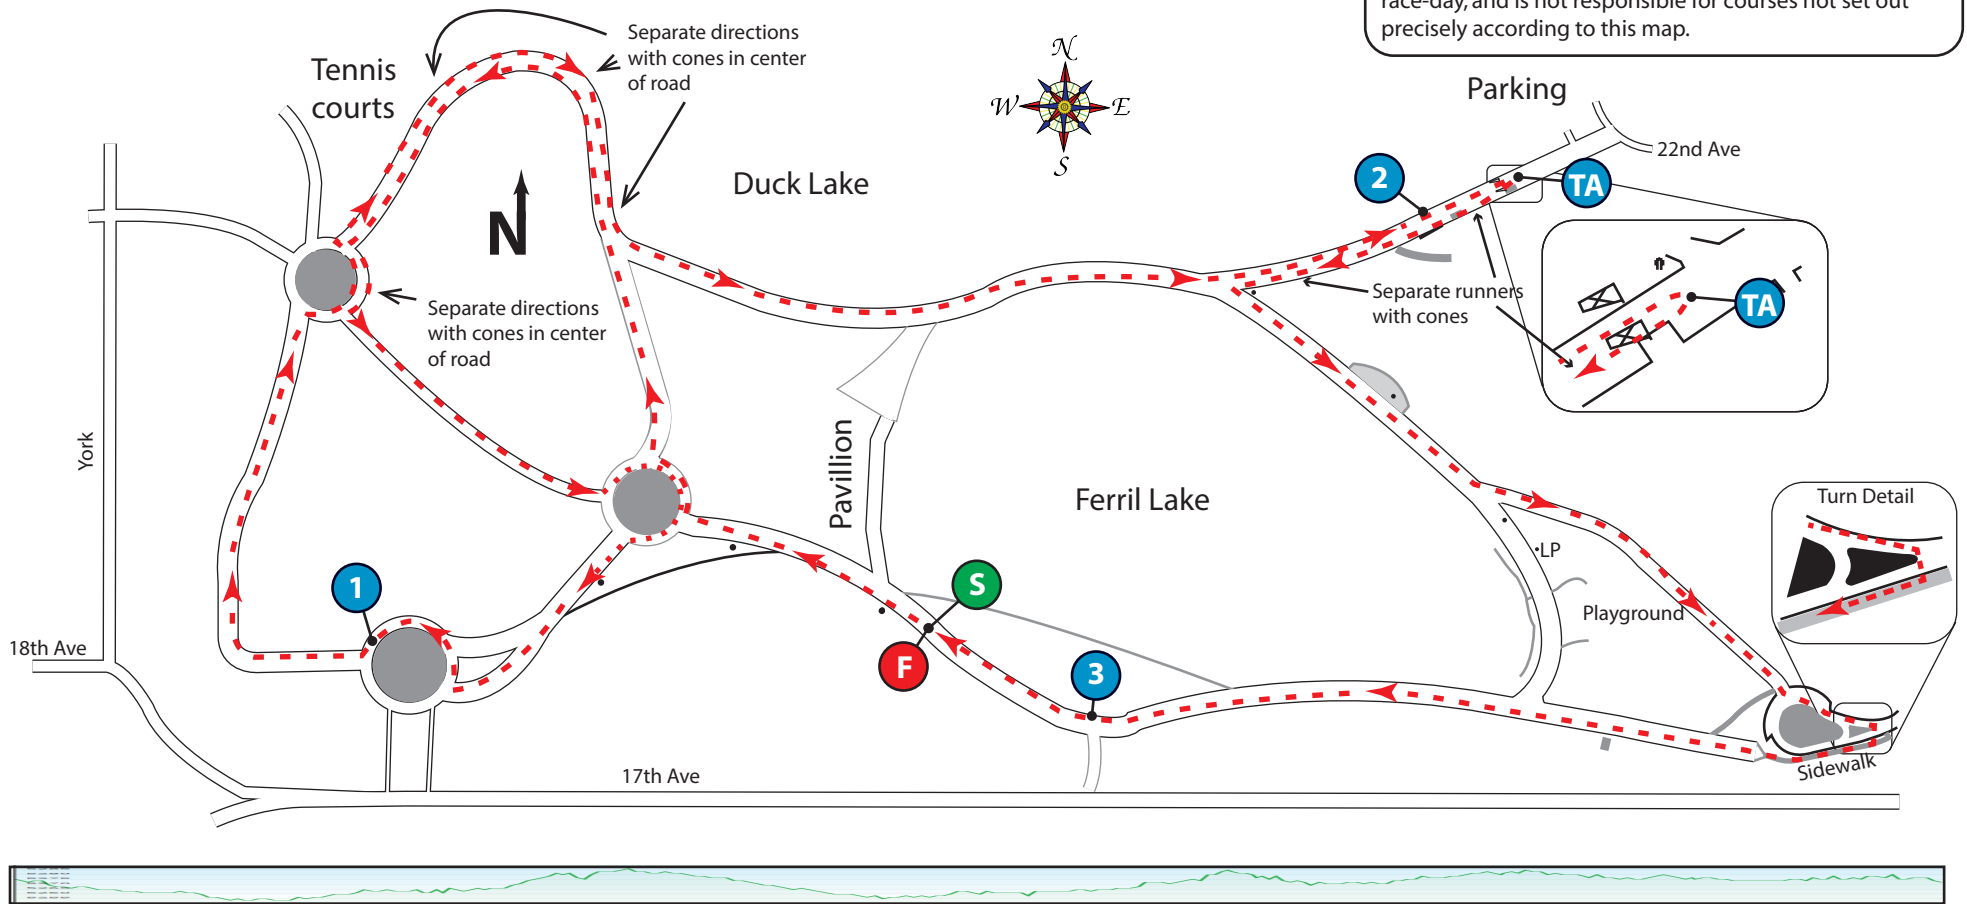 race-day, and is not responsible for courses not set out
precisely according to this map.
Separate directions
with cones in center
of road
Tennis
courts
N
W
E
S
Parking
22nd Ave
Duck Lake
2
TA
N
Separate directions
with cones in center
of road
Separate runners
with cones
TA
York
Pavillion
Ferril Lake
Turn Detail
LP
Playground
1
S
F
3
18th Ave
17th Ave
Sidewalk